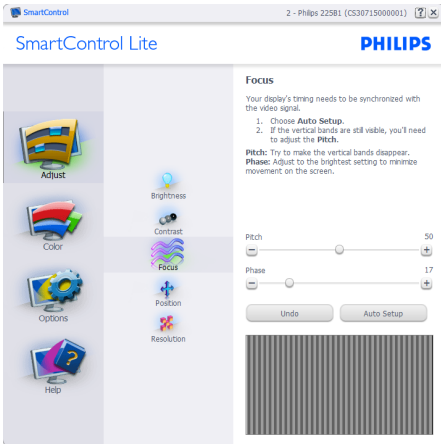 SmartControl
2 - Philips 225B1 (CS30715000001)
?
SmartControl Lite
PHILIPS
Adjust
Color
Options
Help
Brightness
Contrast
Focus
Position
Resolution
Focus
Your display's timing needs to be synchronized with
the video signal.
1. Choose Auto Setup.
2. If the vertical bands are still visible, you'll need
to adjust the Pitch.
Pitch: Try to make the vertical bands disappear.
Phase: Adjust to the brightest setting to minimize
movement on the screen.
Pitch 50
Phase 17
Undo Auto Setup